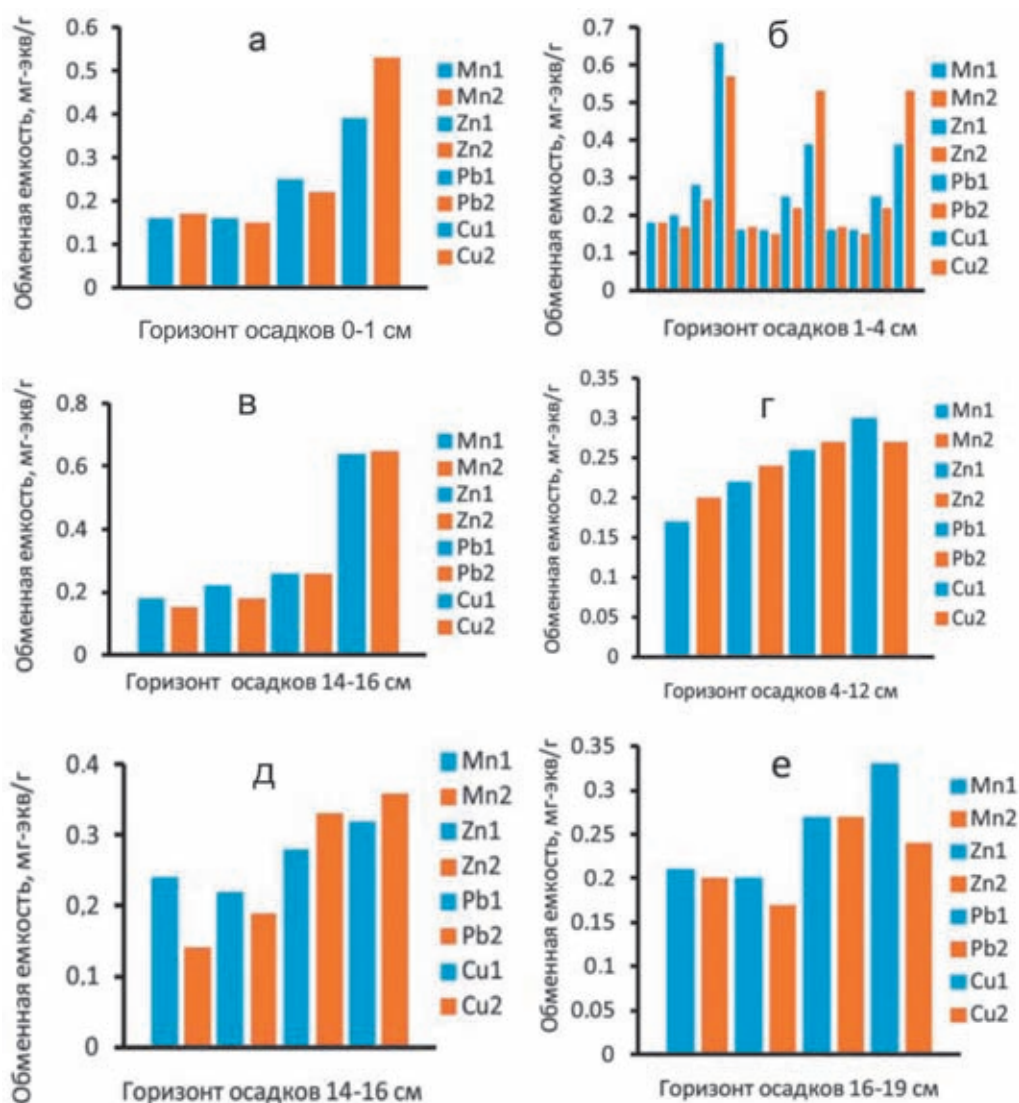 а
Обменная емкость, мг-экв/г
0.6
0.5
0.4
0.3
0.2
0.1
0
Mn1
Mn2
Zn1
Zn2
Pb1
Pb2
Cu1
Cu2
Горизонт осадков 0-1 см
б
Обменная емкость, мг-экв/г
0.7
0.6
0.5
0.4
0.3
0.2
0.1
0
Mn1
Mn2
Zn1
Zn2
Pb1
Pb2
Cu1
Cu2
Горизонт осадков 1-4 см
в
Обменная емкость, мг-экв/г
0.8
0.6
0.4
0.2
0
Mn1
Mn2
Zn1
Zn2
Pb1
Pb2
Cu1
Cu2
Горизонт осадков 14-16 см
г
Обменная емкость, мг-экв/г
0.35
0.3
0.25
0.2
0.15
0.1
0.05
0
Mn1
Mn2
Zn1
Zn2
Pb1
Pb2
Cu1
Cu2
Горизонт осадков 4-12 см
д
Обменная емкость, мг-экв/г
0.4
0.3
0.2
0.1
0
Mn1
Mn2
Zn1
Zn2
Pb1
Pb2
Cu1
Cu2
Горизонт осадков 14-16 см
е
Обменная емкость, мг-экв/г
0.35
0.3
0.25
0.2
0.15
0.1
0.05
0
Mn1
Mn2
Zn1
Zn2
Pb1
Pb2
Cu1
Cu2
Горизонт осадков 16-19 см